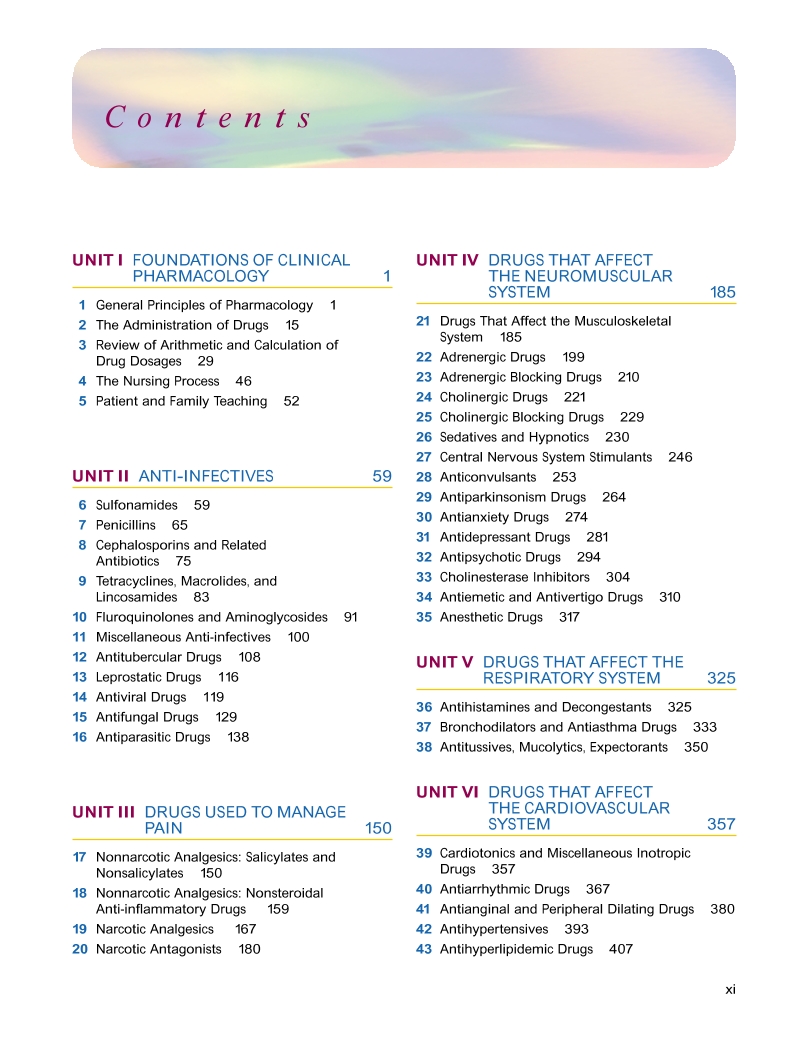 Contents
UNIT I FOUNDATIONS OF CLINICAL
PHARMACOLOGY 1
1 General Principles of Pharmacology 1
2 The Administration of Drugs 15
3 Review of Arithmetic and Calculation of
Drug Dosages 29
4 The Nursing Process 46
5 Patient and Family Teaching 52
UNIT II ANTI-INFECTIVES 59
6 Sulfonamides 59
7 Penicillins 65
8 Cephalosporins and Related
Antibiotics 75
9 Tetracyclines, Macrolides, and
Lincosamides 83
10 Fluroquinolones and Aminoglycosides 91
11 Miscellaneous Anti-infectives 100
12 Antitubercular Drugs 108
13 Leprostatic Drugs 116
14 Antiviral Drugs 119
15 Antifungal Drugs 129
16 Antiparasitic Drugs 138
UNIT III DRUGS USED TO MANAGE
PAIN 150
17 Nonnarcotic Analgesics: Salicylates and
Nonsalicylates 150
18 Nonnarcotic Analgesics: Nonsteroidal
Anti-inflammatory Drugs 159
19 Narcotic Analgesics 167
20 Narcotic Antagonists 180
UNIT IV DRUGS THAT AFFECT
THE NEUROMUSCULAR
SYSTEM 185
21 Drugs That Affect the Musculoskeletal
System 185
22 Adrenergic Drugs 199
23 Adrenergic Blocking Drugs 210
24 Cholinergic Drugs 221
25 Cholinergic Blocking Drugs 229
26 Sedatives and Hypnotics 230
27 Central Nervous System Stimulants 246
28 Anticonvulsants 253
29 Antiparkinsonism Drugs 264
30 Antianxiety Drugs 274
31 Antidepressant Drugs 281
32 Antipsychotic Drugs 294
33 Cholinesterase Inhibitors 304
34 Antiemetic and Antivertigo Drugs 310
35 Anesthetic Drugs 317
UNIT V DRUGS THAT AFFECT THE
RESPIRATORY SYSTEM 325
36 Antihistamines and Decongestants 325
37 Bronchodilators and Antiasthma Drugs 333
38 Antitussives, Mucolytics, Expectorants 350
UNIT VI DRUGS THAT AFFECT
THE CARDIOVASCULAR
SYSTEM 357
39 Cardiotonics and Miscellaneous Inotropic
Drugs 357
40 Antiarrhythmic Drugs 367
41 Antianginal and Peripheral Dilating Drugs 380
42 Antihypertensives 393
43 Antihyperlipidemic Drugs 407
xi